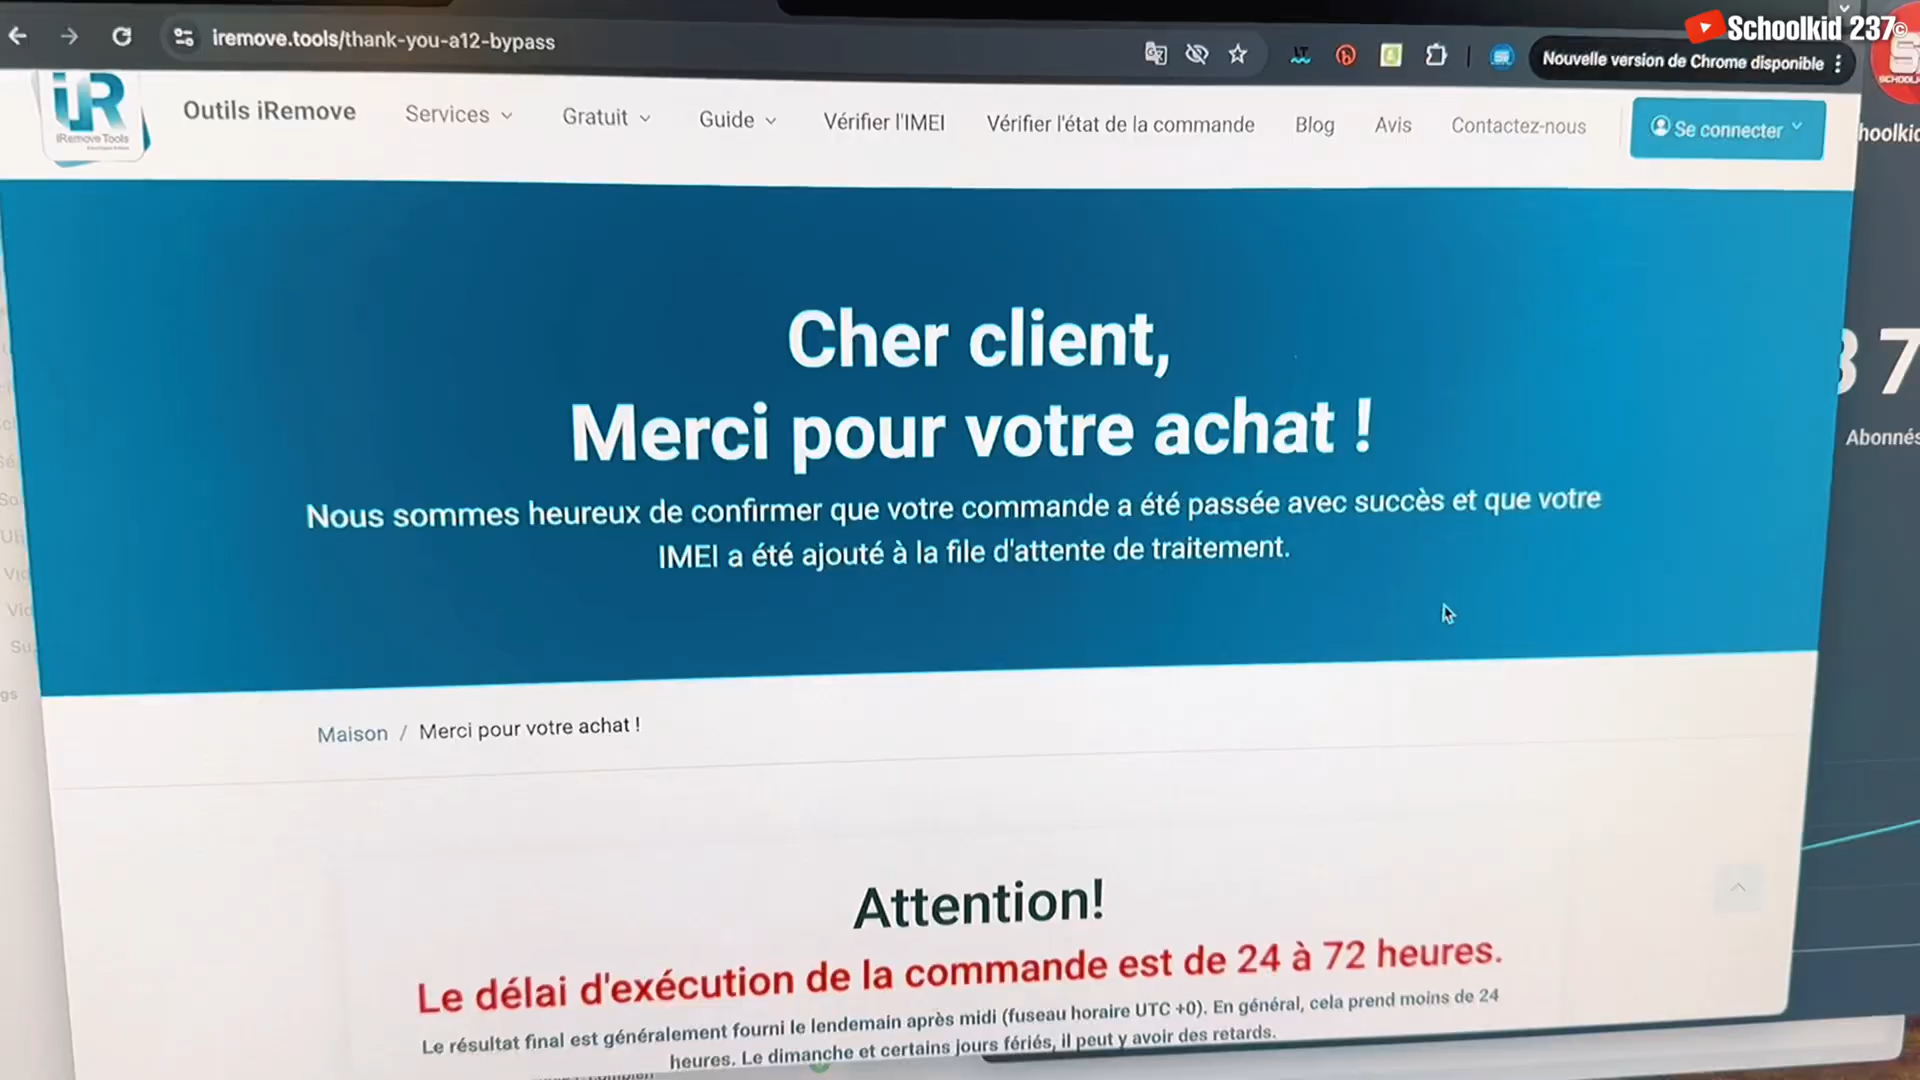 Schoolkid 237
iremove.tools/thank-you-a12-bypass
Nouvelle version de Chrome disponible
iR
iRemove Tools
Outils iRemove
Services
Gratuit
Guide
Vérifier l'IMEI
Vérifier l'état de la commande
Blog
Avis
Contactez-nous
Se connecter
Cher client,
Merci pour votre achat !
Nous sommes heureux de confirmer que votre commande a été passée avec succès et que votre
IMEI a été ajouté à la file d'attente de traitement.
Abonnés
Maison / Merci pour votre achat !
Attention!
Le délai d'exécution de la commande est de 24 à 72 heures.
Le résultat final est généralement fourni le lendemain après midi (fuseau horaire UTC +0). En général, cela prend moins de 24
heures. Le dimanche et certains jours fériés, il peut y avoir des retards.